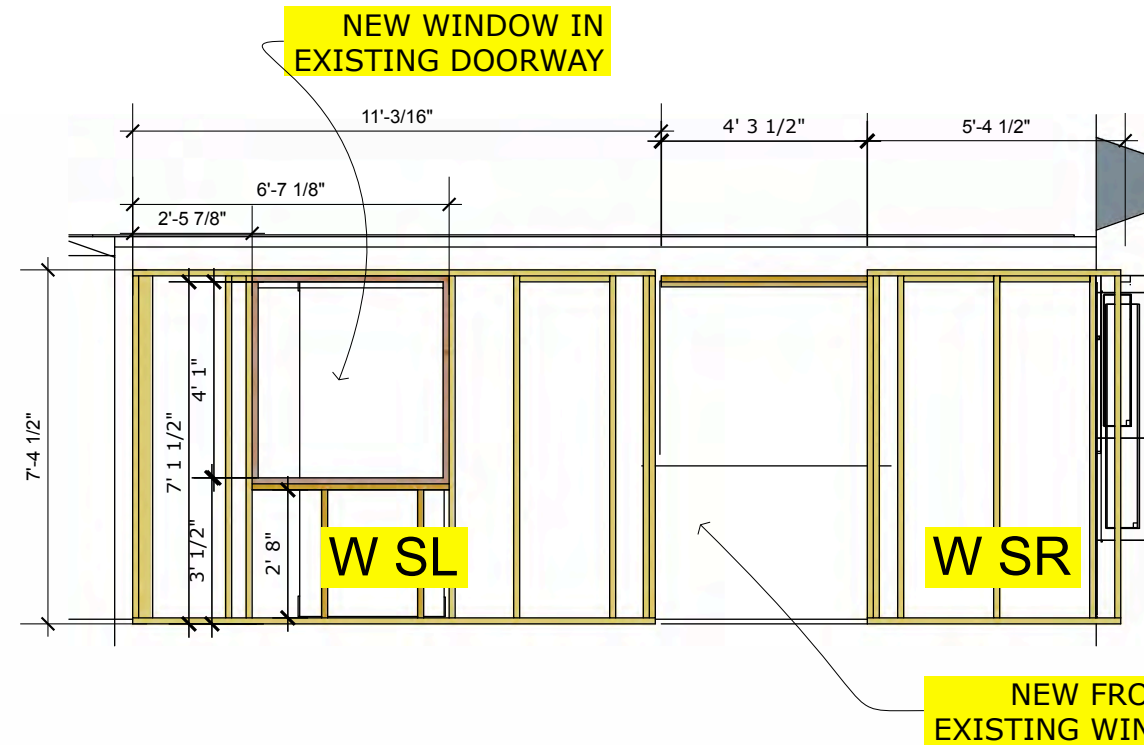 NEW WINDOW IN
EXISTING DOORWAY
11'-3/16"
4' 3 1/2"
5'-4 1/2"
6'-7 1/8"
2'-5 7/8"
4' 1"
7' 1 1/2"
7'-4 1/2"
3' 1/2"
2' 8"
W SL
W SR
NEW FRO
EXISTING WIN